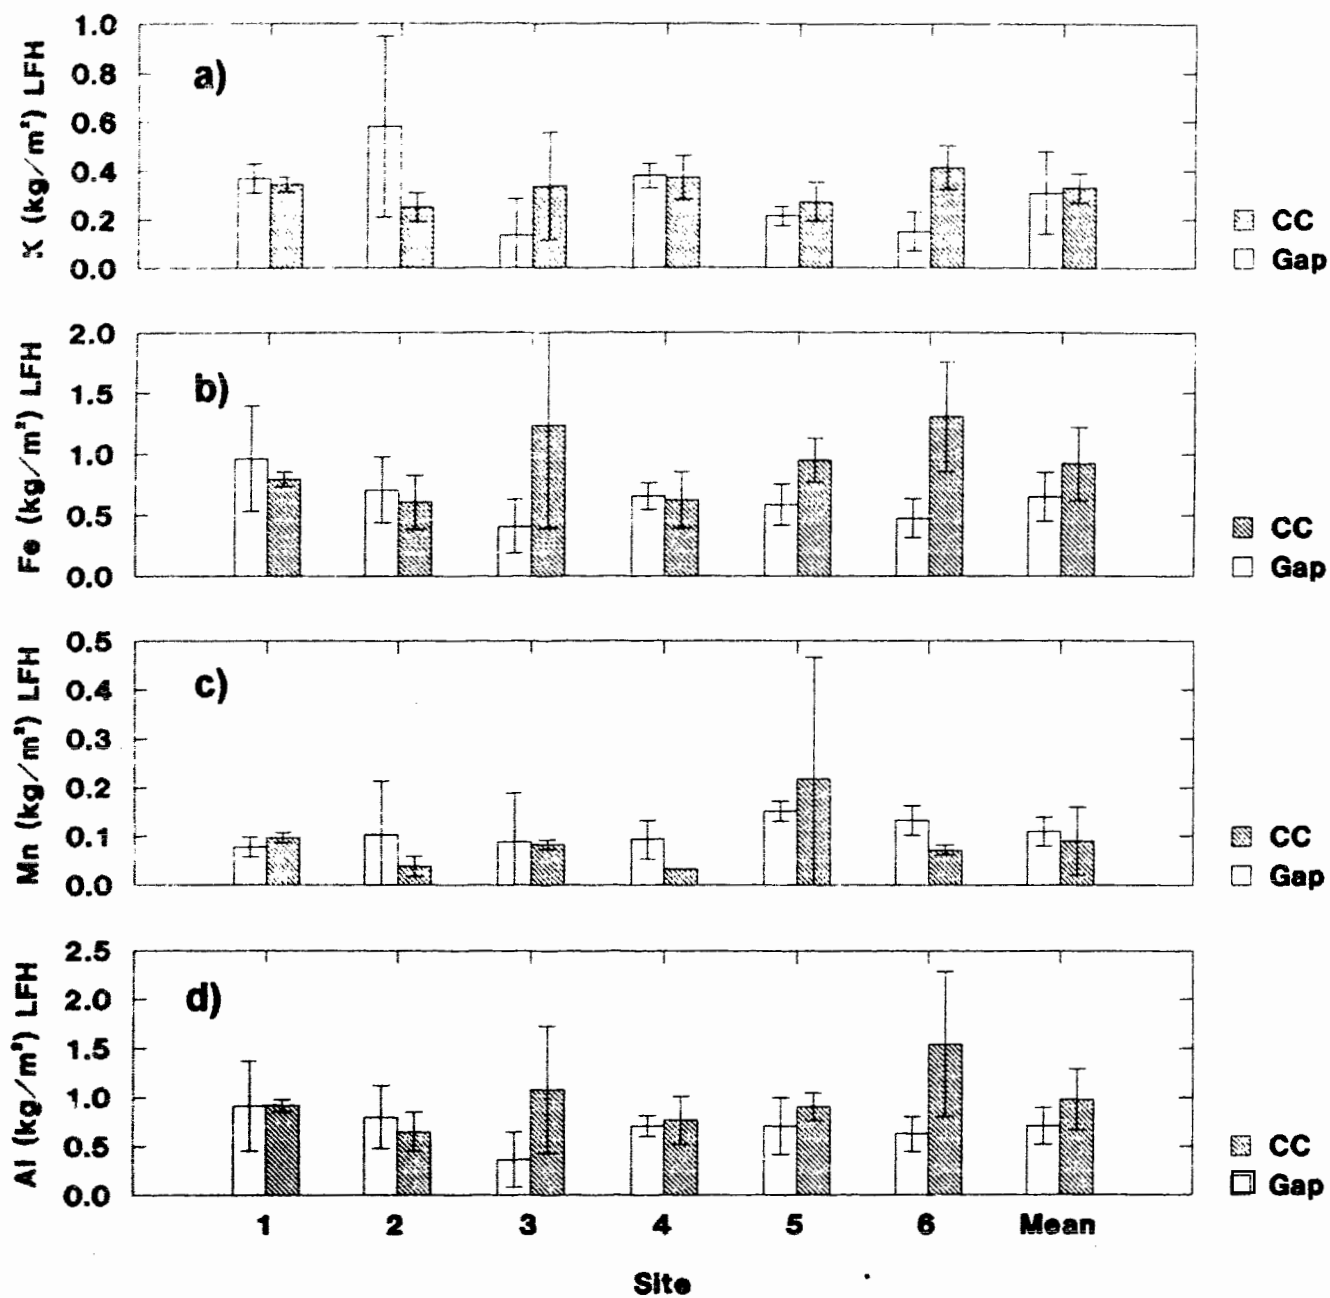 1.0
0.8
0.6
0.4
0.2
0.0
K (kg/m²) LFH
a)
CC
Gap
2.0
1.5
1.0
0.5
0.0
Fe (kg/m²) LFH
b)
CC
Gap
0.5
0.4
0.3
0.2
0.1
0.0
Mn (kg/m²) LFH
c)
CC
Gap
2.5
2.0
1.5
1.0
0.5
0.0
Al (kg/m²) LFH
d)
CC
Gap
1 2 3 4 5 6 Mean
Site